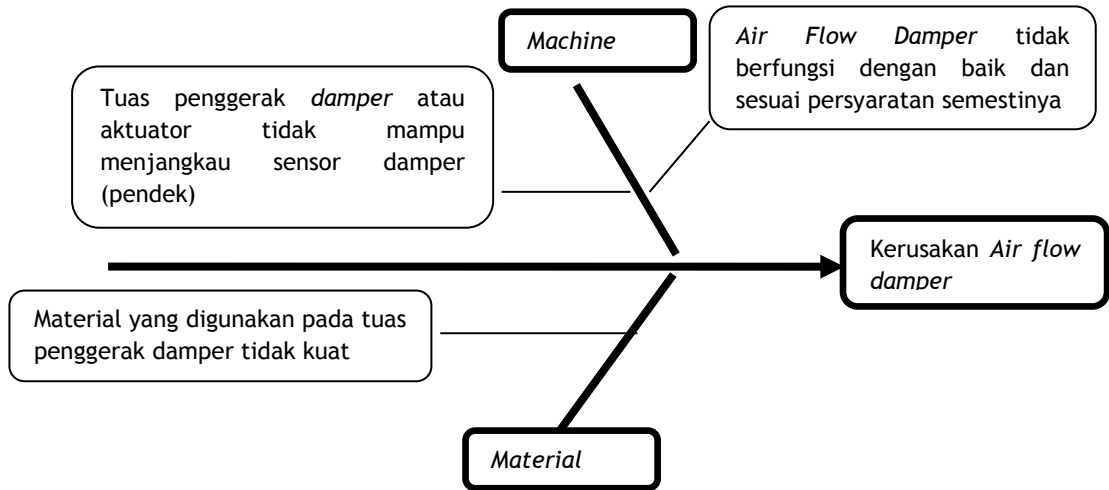 Machine
Air Flow Damper tidak
berfungsi dengan baik dan
sesuai persyaratan semestinya
Tuas penggerak damper atau
aktuator tidak mampu
menjangkau sensor damper
(pendek)
Kerusakan Air flow
damper
Material yang digunakan pada tuas
penggerak damper tidak kuat
Material